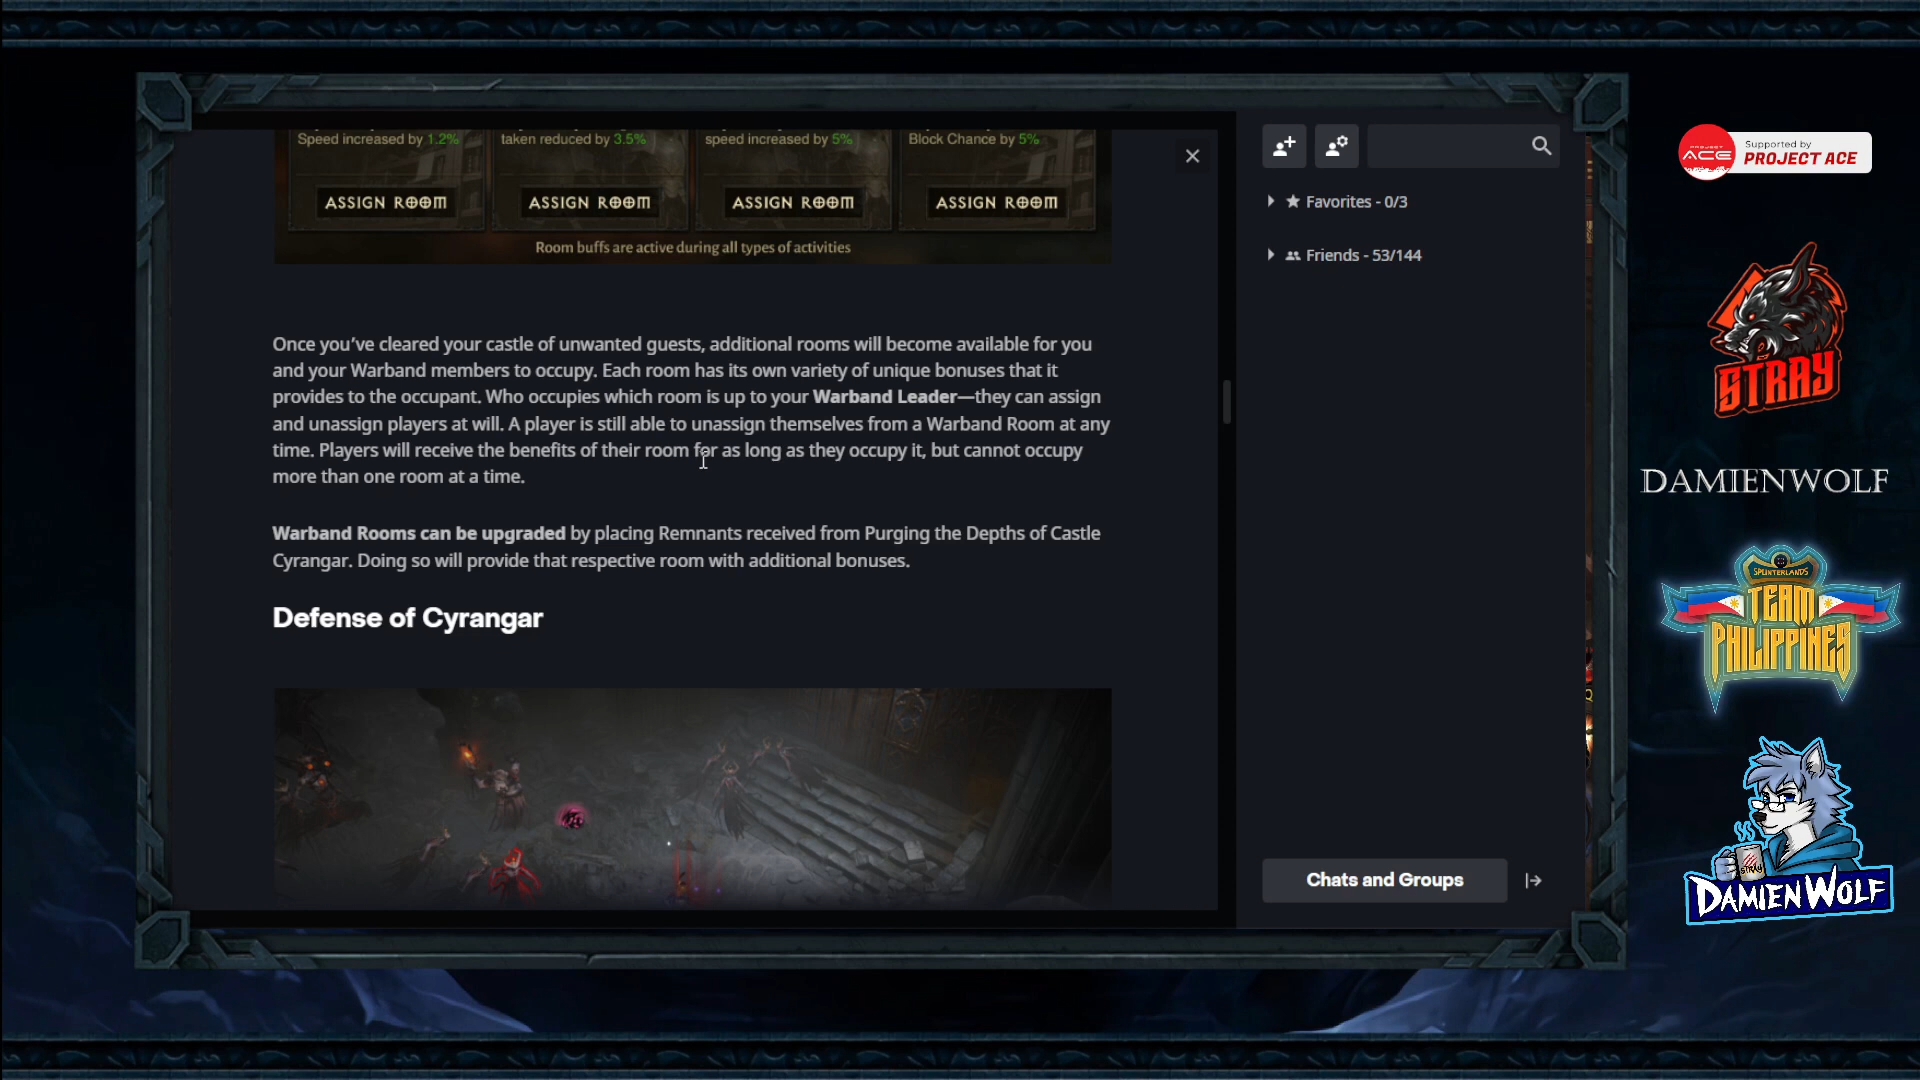 Speed increased by 1.2%
taken reduced by 3.5%
speed increased by 5%
Block Chance by 5%
ASSIGN ROOM
ASSIGN ROOM
ASSIGN ROOM
ASSIGN ROOM
Room buffs are active during all types of activities
Once you’ve cleared your castle of unwanted guests, additional rooms will become available for you
and your Warband members to occupy. Each room has its own variety of unique bonuses that it
provides to the occupant. Who occupies which room is up to your Warband Leader—they can assign
and unassign players at will. A player is still able to unassign themselves from a Warband Room at any
time. Players will receive the benefits of their room for as long as they occupy it, but cannot occupy
more than one room at a time.
Warband Rooms can be upgraded by placing Remnants received from Purging the Depths of Castle
Cyrangar. Doing so will provide that respective room with additional bonuses.
Defense of Cyrangar
Favorites - 0/3
Friends - 53/144
Chats and Groups
PROJECT
ACE
Supported by
PROJECT ACE
STRAY
DAMIENWOLF
SPLINTERLANDS
TEAM
PHILIPPINES
STRAY
DAMIENWOLF